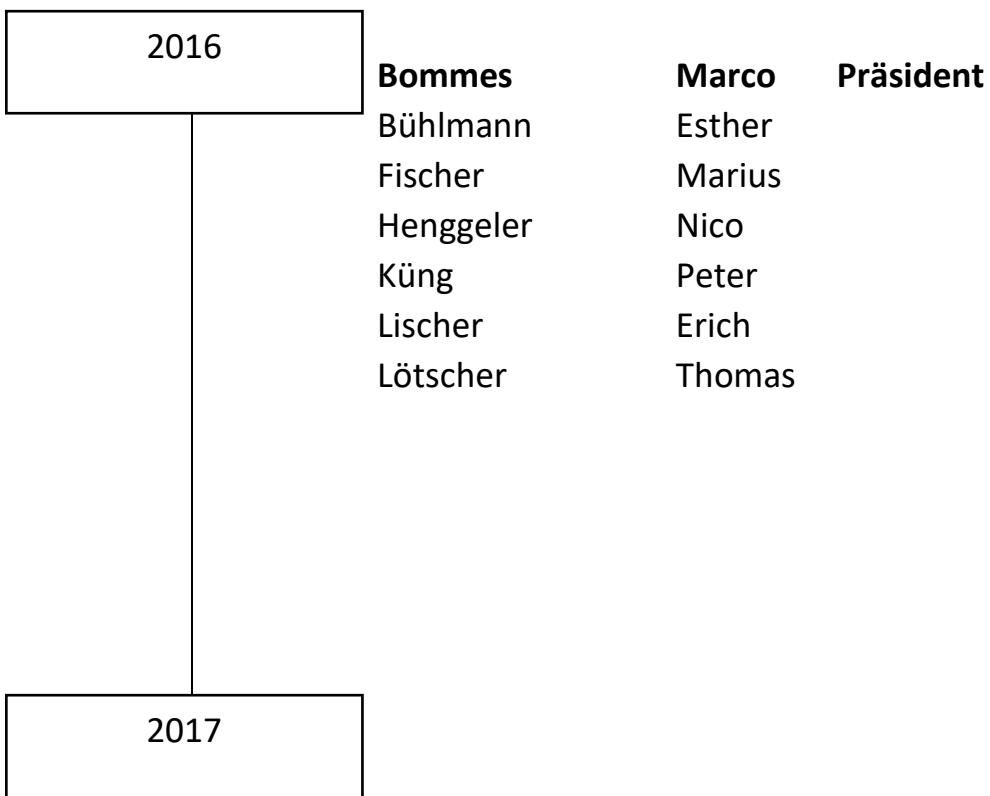 2016
Bommes Marco Präsident
Bühlmann Esther
Fischer Marius
Henggeler Nico
Küng Peter
Lischer Erich
Lötscher Thomas
2017